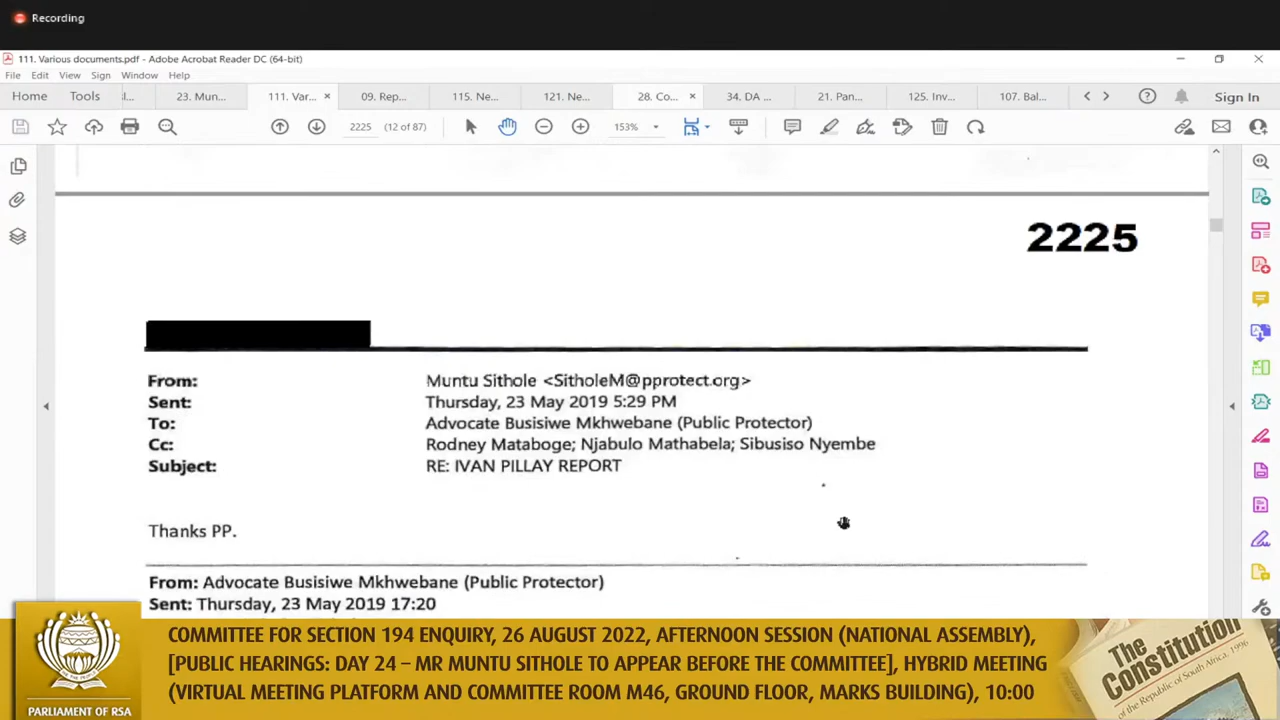 Recording
111. Various documents.pdf - Adobe Acrobat Reader DC (64-bit)
File Edit View Sign Window Help
Home Tools 23. Mun... 111. Var... 09. Rep... 115. Ne... 121. Ne... 28. Co... 34. DA ... 21. Pan... 125. Inv... 107. Bal... Sign In
2225 (12 of 87) 153%
2225
From: Muntu Sithole <SitholeM@pprotect.org>
Sent: Thursday, 23 May 2019 5:29 PM
To: Advocate Busisiwe Mkhwebane (Public Protector)
Cc: Rodney Mataboge; Njabulo Mathabela; Sibusiso Nyembe
Subject: RE: IVAN PILLAY REPORT
Thanks PP.
From: Advocate Busisiwe Mkhwebane (Public Protector)
Sent: Thursday, 23 May 2019 17:20
COMMITTEE FOR SECTION 194 ENQUIRY, 26 AUGUST 2022, AFTERNOON SESSION (NATIONAL ASSEMBLY),
[PUBLIC HEARINGS: DAY 24 – MR MUNTU SITHOLE TO APPEAR BEFORE THE COMMITTEE], HYBRID MEETING
(VIRTUAL MEETING PLATFORM AND COMMITTEE ROOM M46, GROUND FLOOR, MARKS BUILDING), 10:00
PARLIAMENT OF RSA
The
Constitution
of the Republic of South Africa, 1996